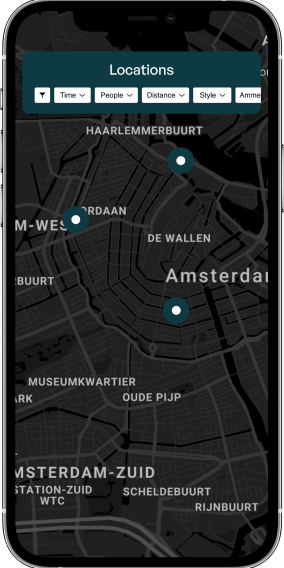 Locations
Time People Distance Style Amme
HAARLEMMERBUURT
ORDAAN
M-WES
DE WALLEN
Amsterda
BUURT
MUSEUMKWARTIER
ARK
OUDE PIJP
MSTERDAM-ZUID
STATION-ZUID
WTC
SCHELDEBUURT
RIJNBUURT